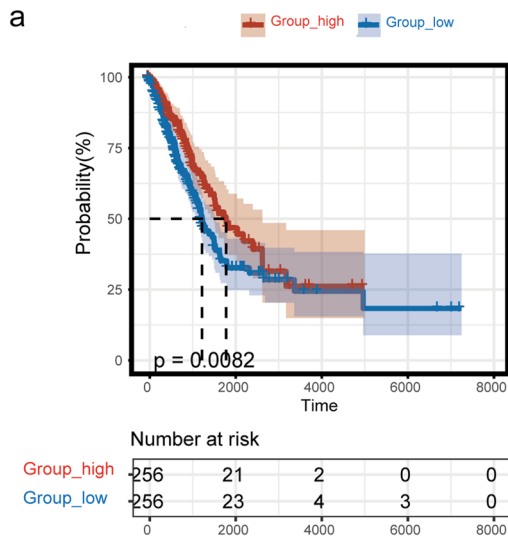 a
Group_high Group_low
Probability(%)
100
75
50
25
0
p = 0.0082
0 2000 4000 6000 8000
Time
Number at risk
Group_high 256 21 2 0 0
Group_low 256 23 4 3 0
0 2000 4000 6000 8000